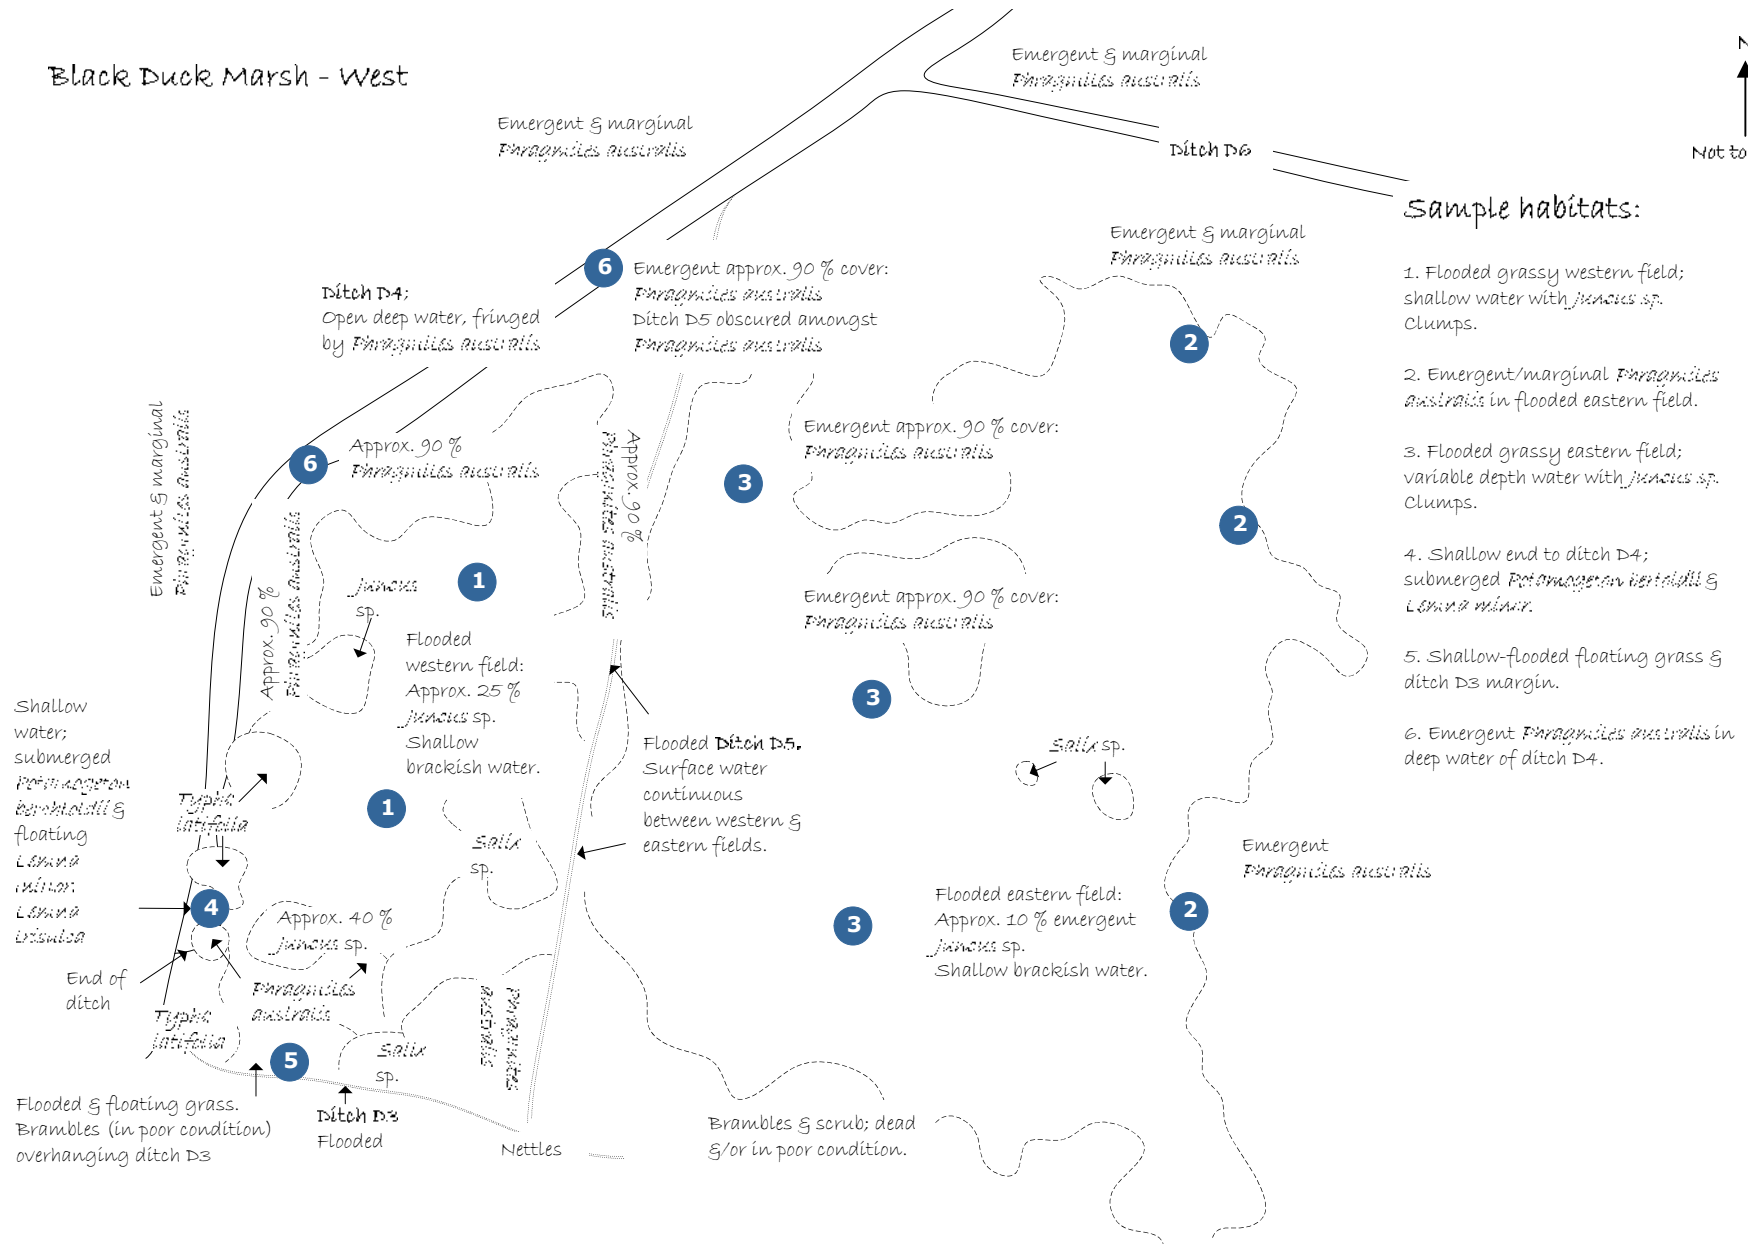 Black Duck Marsh - West
N
Not to
Emergent & marginal
Phragmites australis
Emergent & marginal
Phragmites australis
Ditch D6
Emergent & marginal
Phragmites australis
6
Emergent approx. 90 % cover:
Phragmites australis
Ditch D5 obscured amongst
Phragmites australis
Ditch D4;
Open deep water, fringed
by Phragmites australis
2
Emergent & marginal
Phragmites australis
6
Approx. 90 %
Phragmites australis
Approx. 90 %
Phragmites australis
Emergent approx. 90 % cover:
Phragmites australis
3
2
Approx. 90 %
Phragmites australis
1
Juncus
sp.
Emergent approx. 90 % cover:
Phragmites australis
Flooded
western field:
Approx. 25 %
Juncus sp.
Shallow
brackish water.
3
Shallow
water;
submerged
Potamogeton
berchtoldii &
floating
Lemna
minor,
Lemna
trisulca
Flooded Ditch D5.
Surface water
continuous
between western &
eastern fields.
Salix sp.
Typha
latifolia
1
Salix
sp.
Emergent
Phragmites australis
4
Approx. 40 %
Juncus sp.
3
Flooded eastern field:
Approx. 10 % emergent
Juncus sp.
Shallow brackish water.
2
End of
ditch
Phragmites
australis
Phragmites
australis
Typha
latifolia
5
Salix
sp.
Flooded & floating grass.
Brambles (in poor condition)
overhanging ditch D3
Ditch D3
Flooded
Nettles
Brambles & scrub; dead
&/or in poor condition.
Sample habitats:
1. Flooded grassy western field;
shallow water with Juncus sp.
Clumps.
2. Emergent/marginal Phragmites
australis in flooded eastern field.
3. Flooded grassy eastern field;
variable depth water with Juncus sp.
Clumps.
4. Shallow end to ditch D4;
submerged Potamogeton bertoldii &
Lemna minor.
5. Shallow-flooded floating grass &
ditch D3 margin.
6. Emergent Phragmites australis in
deep water of ditch D4.